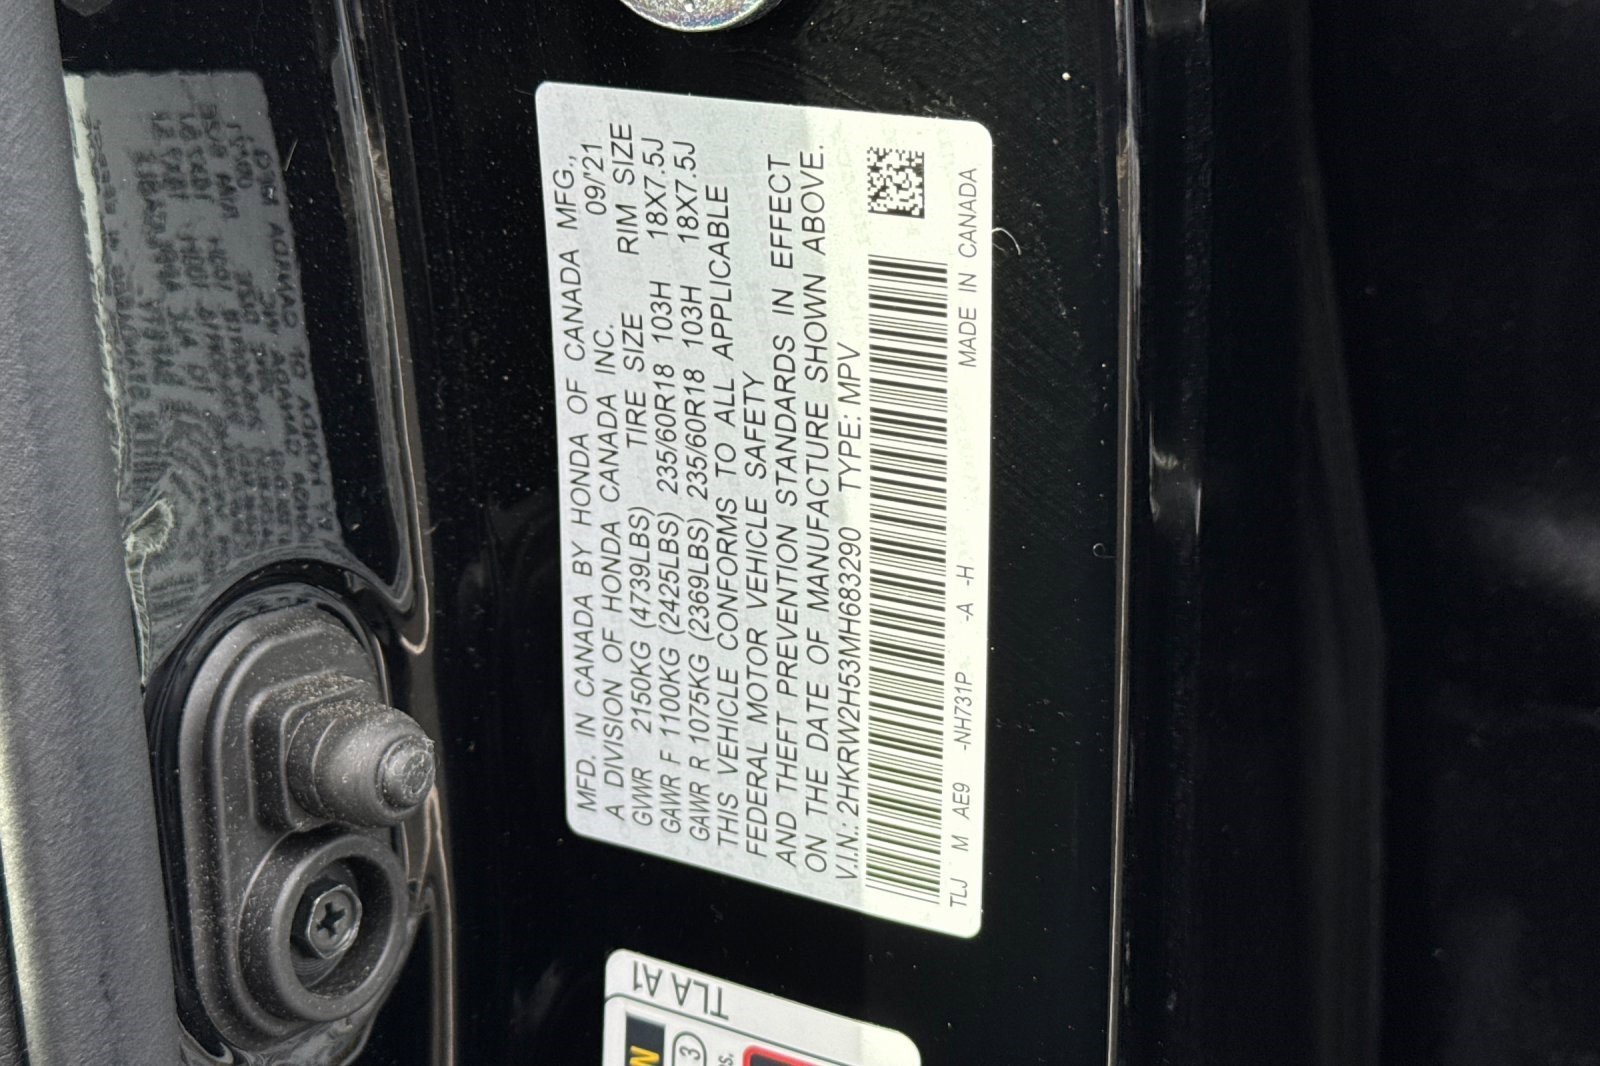 MFD. IN CANADA BY HONDA OF CANADA MFG.,
A DIVISION OF HONDA CANADA INC. 09/'21
GVWR 2150KG (4739LBS) TIRE SIZE RIM SIZE
GAWR F 1100KG (2425LBS) 235/60R18 103H 18X7.5J
GAWR R 1075KG (2369LBS) 235/60R18 103H 18X7.5J
THIS VEHICLE CONFORMS TO ALL APPLICABLE
FEDERAL MOTOR VEHICLE SAFETY
AND THEFT PREVENTION STANDARDS IN EFFECT
ON THE DATE OF MANUFACTURE SHOWN ABOVE.
V.I.N.: 2HKRW2H53MH683290 TYPE: MPV
TLJ M AE9 -NH731P -A -H MADE IN CANADA
TLA A1
3